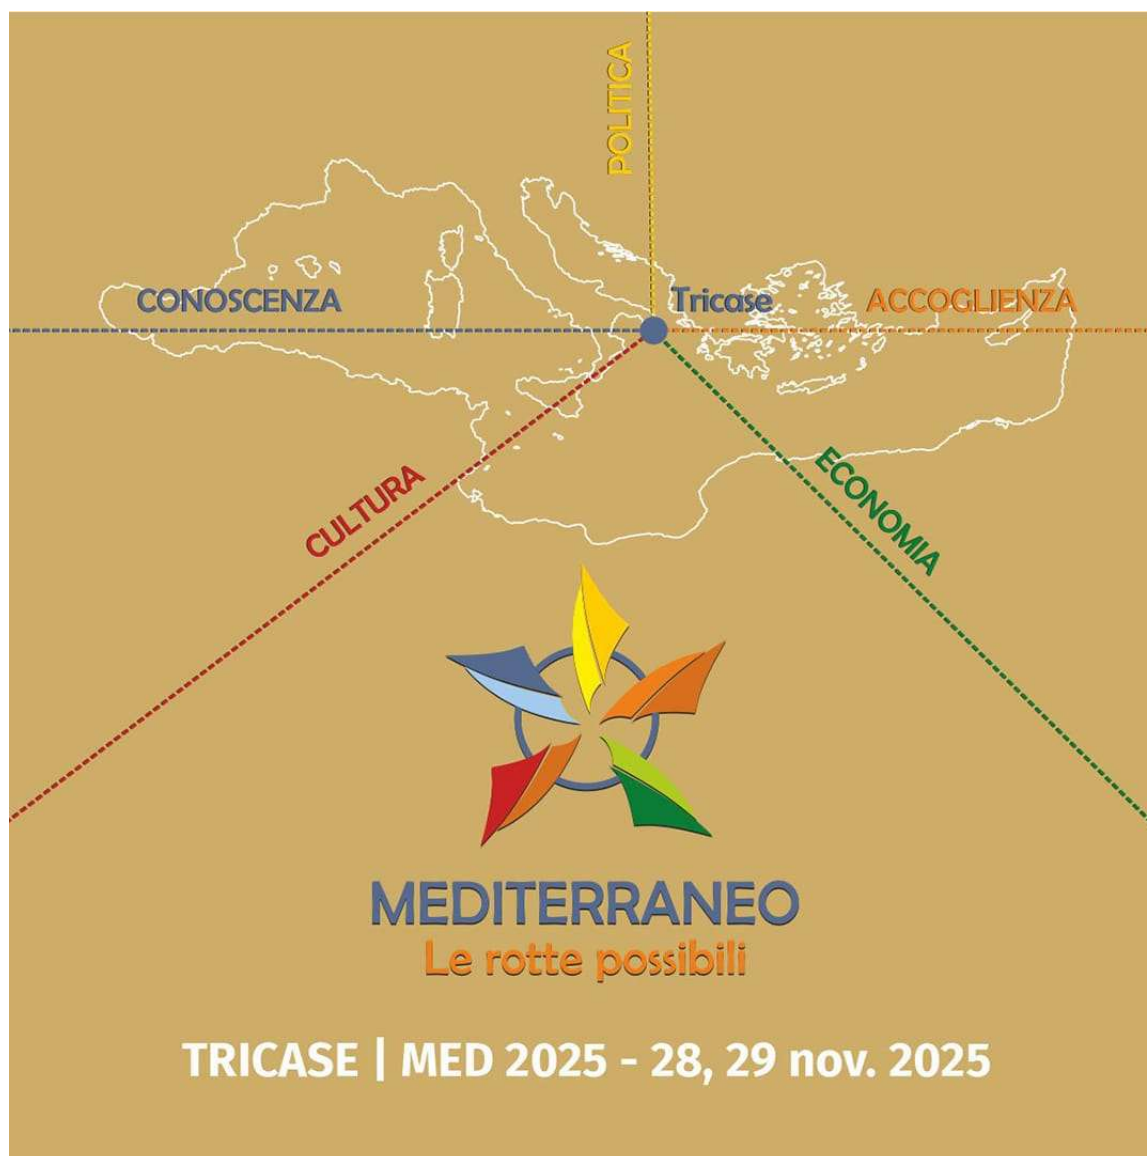 POLITICA
CONOSCENZA
Tricase
ACCOGLIENZA
CULTURA
ECONOMIA
MEDITERRANEO
Le rotte possibili
TRICASE | MED 2025 - 28, 29 nov. 2025